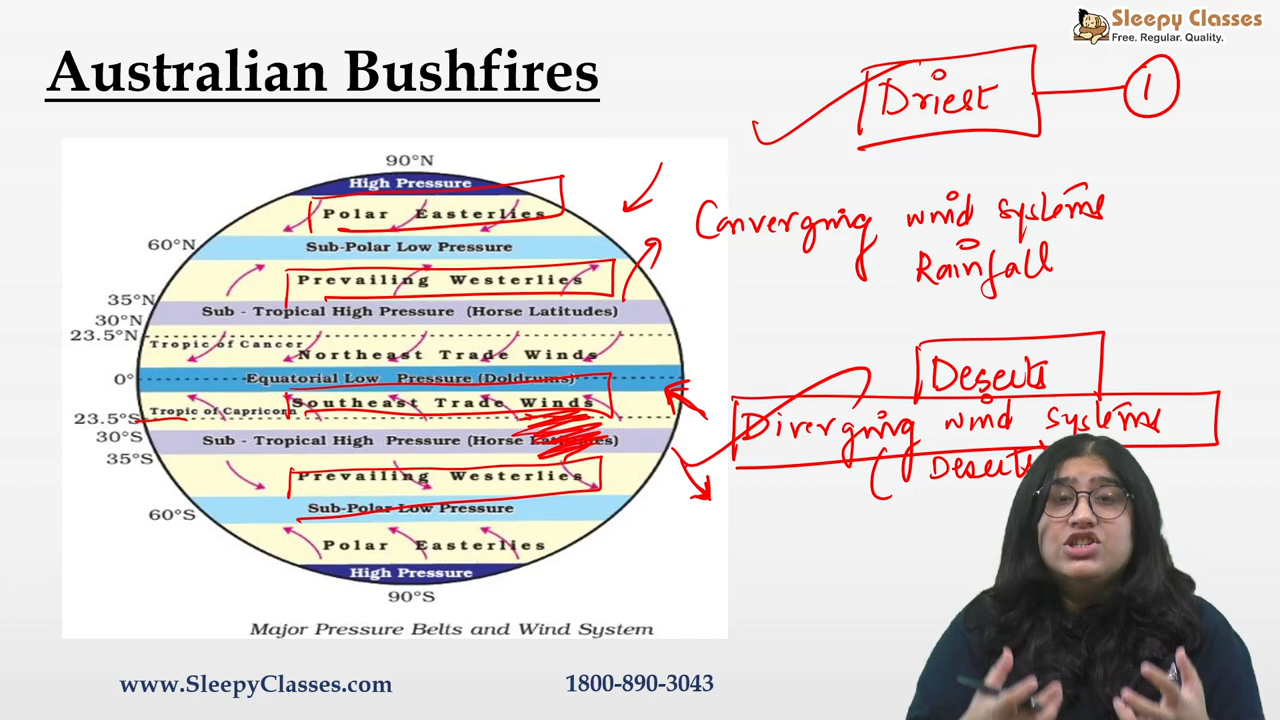 Sleepy Classes
Free. Regular. Quality.
Australian Bushfires
Driest
1
90°N
High Pressure
Polar Easterlies
60°N
Sub-Polar Low Pressure
Prevailing Westerlies
35°N
Sub - Tropical High Pressure (Horse Latitudes)
30°N
23.5°N
Tropic of Cancer
Northeast Trade Winds
0°
Equatorial Low Pressure (Doldrums)
Southeast Trade Winds
Tropic of Capricorn
23.5°S
30°S
Sub - Tropical High Pressure (Horse Latitudes)
35°S
Prevailing Westerlies
60°S
Sub-Polar Low Pressure
Polar Easterlies
High Pressure
90°S
Major Pressure Belts and Wind System
Converging wind systems
Rainfall
Deserts
Diverging wind systems
( Deserts
www.SleepyClasses.com
1800-890-3043